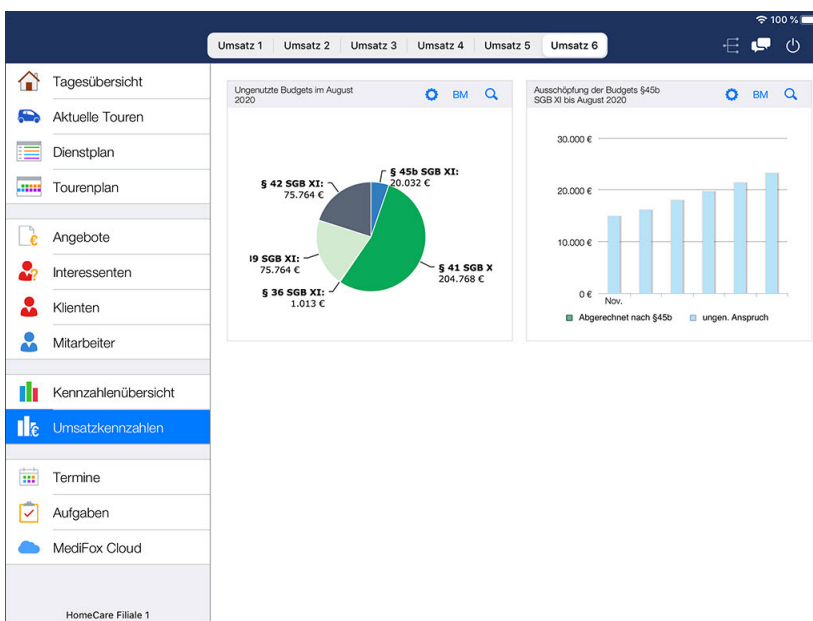 100 %
Umsatz 1
Umsatz 2
Umsatz 3
Umsatz 4
Umsatz 5
Umsatz 6
Tagesübersicht
Aktuelle Touren
Dienstplan
Tourenplan
Angebote
Interessenten
Klienten
Mitarbeiter
Kennzahlenübersicht
Umsatzkennzahlen
Termine
Aufgaben
MediFox Cloud
HomeCare Filiale 1
Ungenutzte Budgets im August
2020
BM
§ 45b SGB XI:
20.032 €
§ 42 SGB XI:
75.764 €
I9 SGB XI:
75.764 €
§ 36 SGB XI:
1.013 €
§ 41 SGB X
204.768 €
Ausschöpfung der Budgets §45b
SGB XI bis August 2020
BM
30.000 €
20.000 €
10.000 €
0 €
Nov.
Abgerechnet nach §45b
ungen. Anspruch